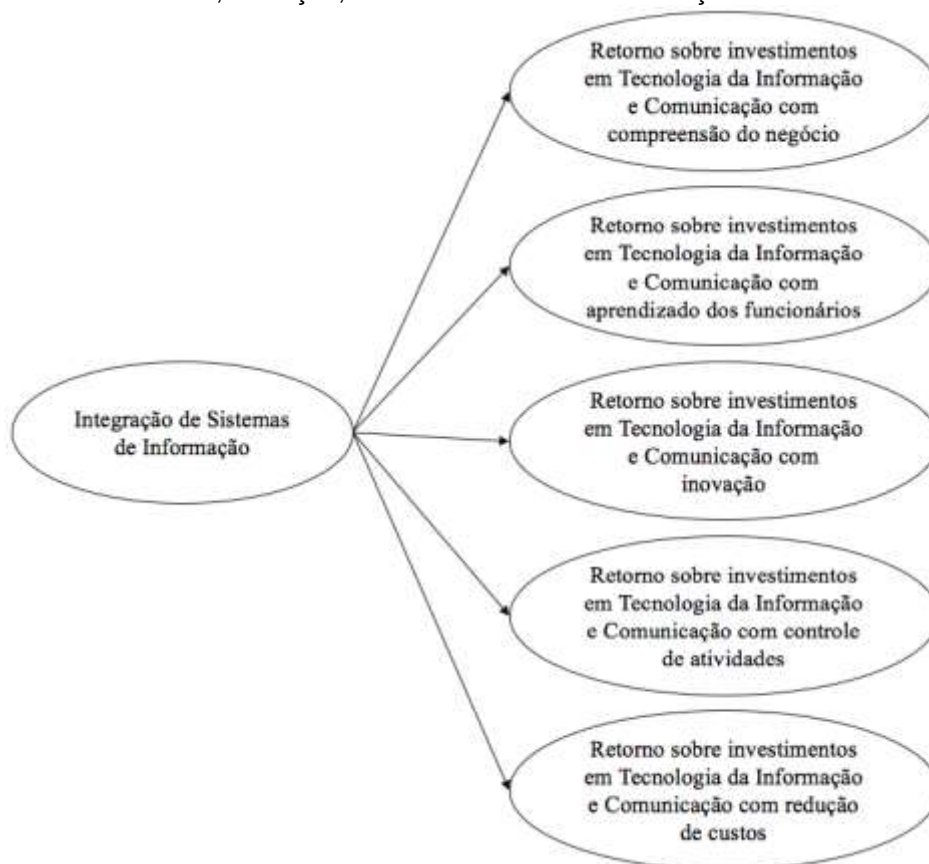 Retorno sobre investimentos
em Tecnologia da Informação
e Comunicação com
compreensão do negócio
Retorno sobre investimentos
em Tecnologia da Informação
e Comunicação com
aprendizado dos funcionários
Integração de Sistemas
de Informação
Retorno sobre investimentos
em Tecnologia da Informação
e Comunicação com
inovação
Retorno sobre investimentos
em Tecnologia da Informação
e Comunicação com controle
de atividades
Retorno sobre investimentos
em Tecnologia da Informação
e Comunicação com redução
de custos